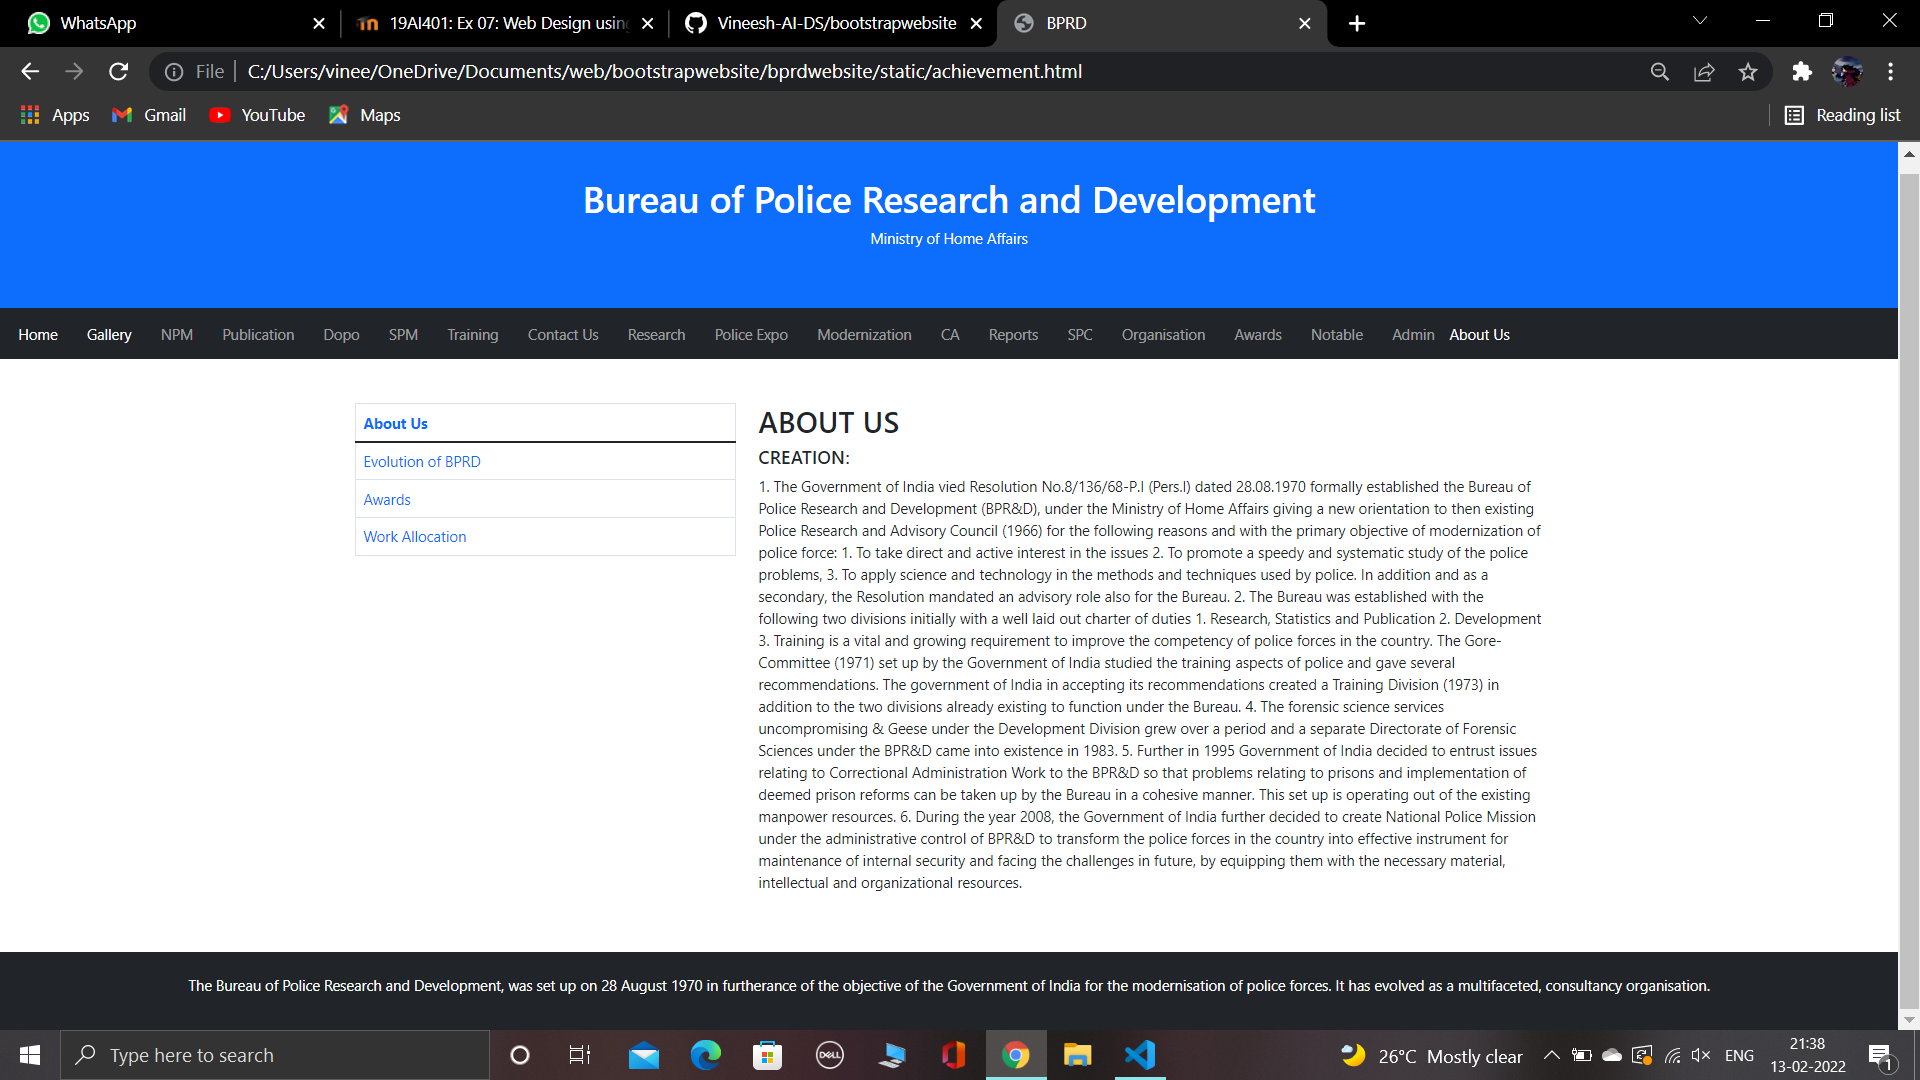 WhatsApp
19AI401: Ex 07: Web Design using
Vineesh-AI-DS/bootstrapwebsite
BPRD
File
C:/Users/vinee/OneDrive/Documents/web/bootstrapwebsite/bprdwebsite/static/achievement.html
Apps
Gmail
YouTube
Maps
Reading list
Bureau of Police Research and Development
Ministry of Home Affairs
Home Gallery NPM Publication Dopo SPM Training Contact Us Research Police Expo Modernization CA Reports SPC Organisation Awards Notable Admin About Us
About Us
Evolution of BPRD
Awards
Work Allocation
ABOUT US
CREATION:
1. The Government of India vied Resolution No.8/136/68-P.I (Pers.I) dated 28.08.1970 formally established the Bureau of
Police Research and Development (BPR&D), under the Ministry of Home Affairs giving a new orientation to then existing
Police Research and Advisory Council (1966) for the following reasons and with the primary objective of modernization of
police force: 1. To take direct and active interest in the issues 2. To promote a speedy and systematic study of the police
problems, 3. To apply science and technology in the methods and techniques used by police. In addition and as a
secondary, the Resolution mandated an advisory role also for the Bureau. 2. The Bureau was established with the
following two divisions initially with a well laid out charter of duties 1. Research, Statistics and Publication 2. Development
3. Training is a vital and growing requirement to improve the competency of police forces in the country. The Gore-
Committee (1971) set up by the Government of India studied the training aspects of police and gave several
recommendations. The government of India in accepting its recommendations created a Training Division (1973) in
addition to the two divisions already existing to function under the Bureau. 4. The forensic science services
uncompromising & Geese under the Development Division grew over a period and a separate Directorate of Forensic
Sciences under the BPR&D came into existence in 1983. 5. Further in 1995 Government of India decided to entrust issues
relating to Correctional Administration Work to the BPR&D so that problems relating to prisons and implementation of
deemed prison reforms can be taken up by the Bureau in a cohesive manner. This set up is operating out of the existing
manpower resources. 6. During the year 2008, the Government of India further decided to create National Police Mission
under the administrative control of BPR&D to transform the police forces in the country into effective instrument for
maintenance of internal security and facing the challenges in future, by equipping them with the necessary material,
intellectual and organizational resources.
The Bureau of Police Research and Development, was set up on 28 August 1970 in furtherance of the objective of the Government of India for the modernisation of police forces. It has evolved as a multifaceted, consultancy organisation.
Type here to search
DELL
26°C Mostly clear
ENG
21:38
13-02-2022
1